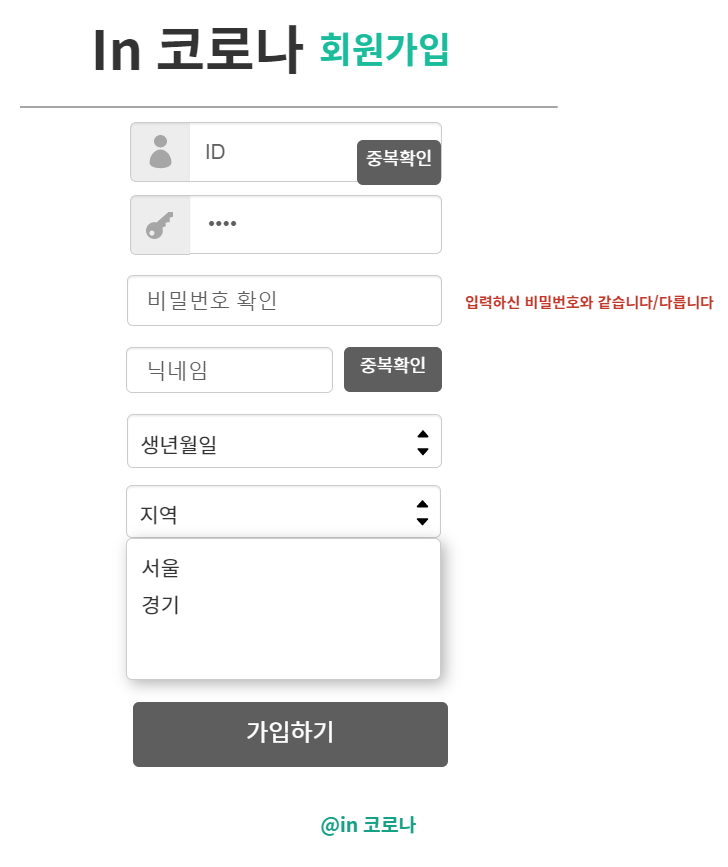 In 코로나 회원가입
ID
중복확인
••••
비밀번호 확인
입력하신 비밀번호와 같습니다/다릅니다
닉네임
중복확인
생년월일
지역
서울
경기
가입하기
@in 코로나